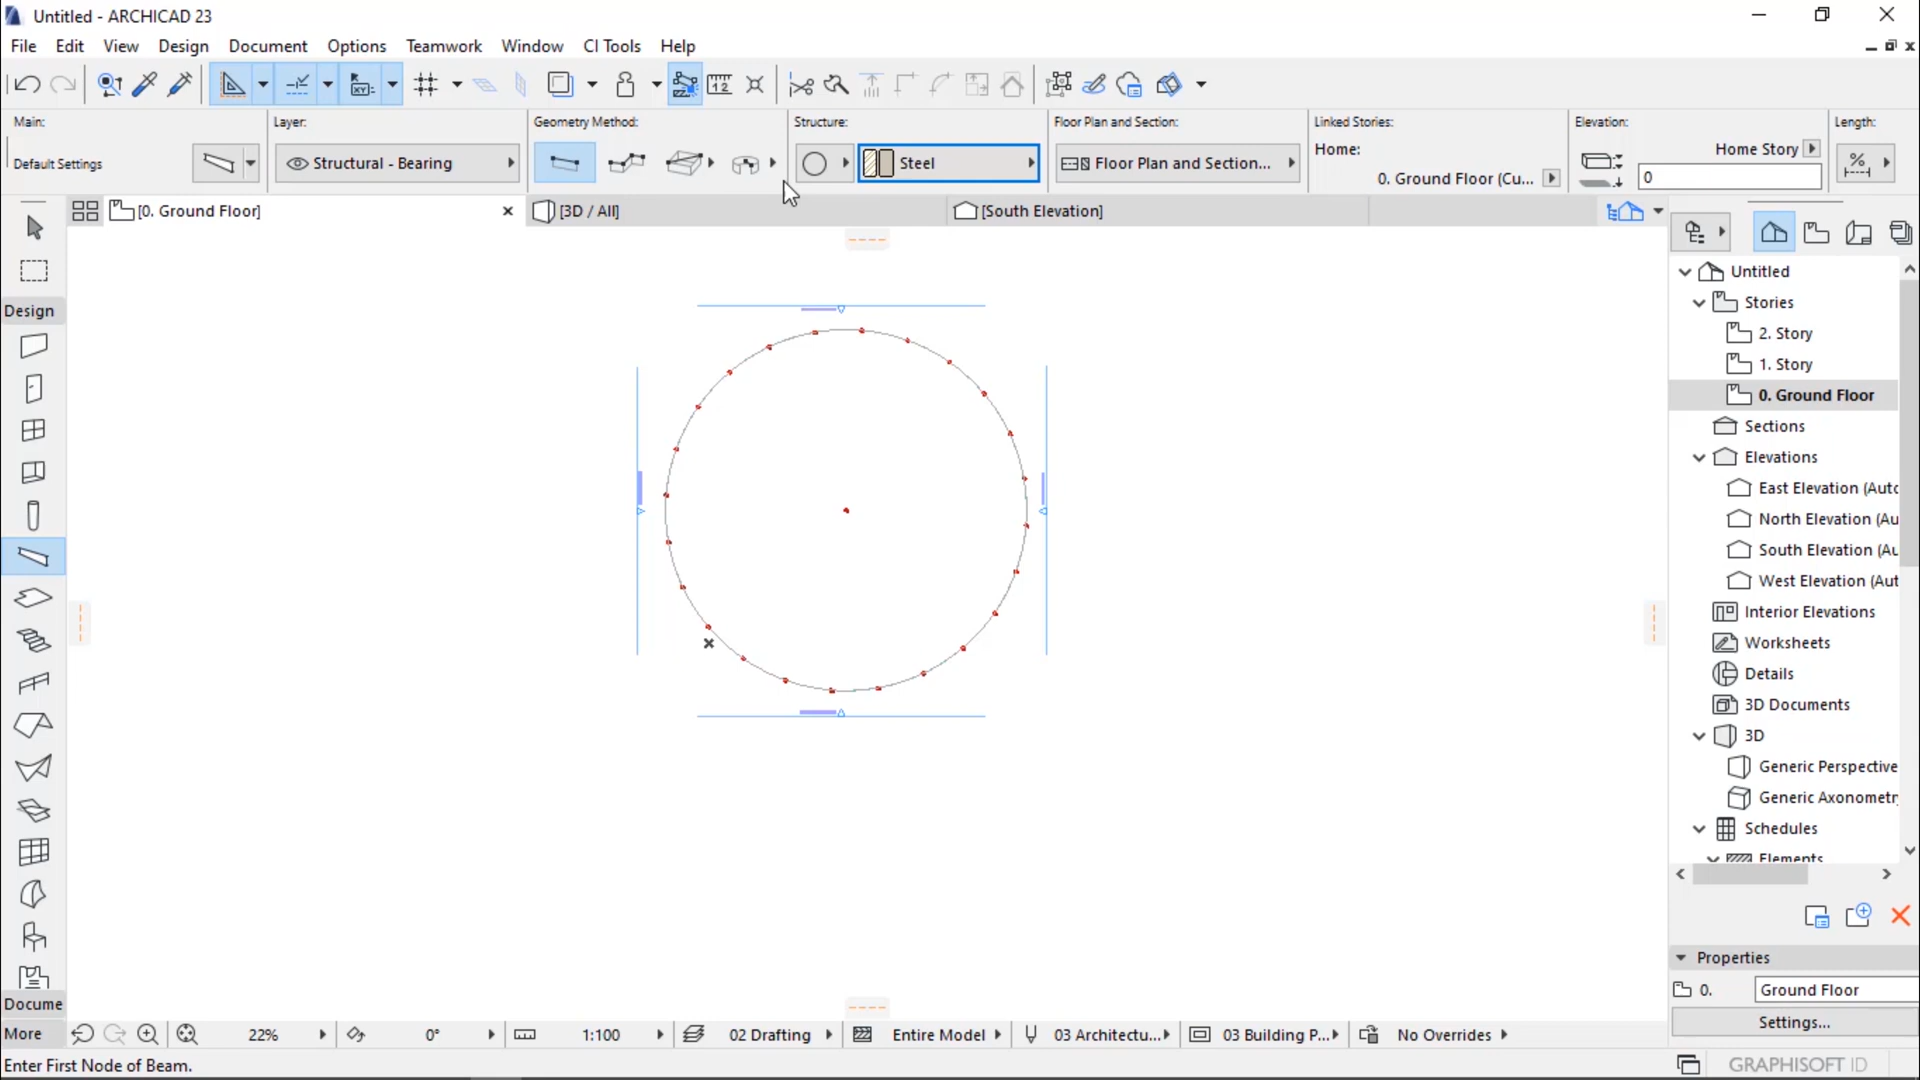 Untitled - ARCHICAD 23
File Edit View Design Document Options Teamwork Window CI Tools Help
Main: Layer: Geometry Method: Structure: Floor Plan and Section: Linked Stories: Elevation: Length:
Default Settings Structural - Bearing Steel Floor Plan and Section... Home: Home Story
0. Ground Floor (Cu... 0
[0. Ground Floor] [3D / All] [South Elevation]
Design
Untitled
Stories
2. Story
1. Story
0. Ground Floor
Sections
Elevations
East Elevation (Autc
North Elevation (Au
South Elevation (Au
West Elevation (Aut
Interior Elevations
Worksheets
Details
3D Documents
3D
Generic Perspective
Generic Axonometr
Schedules
Elements
Properties
0. Ground Floor
Settings...
Docume
More 22% 0° 1:100 02 Drafting Entire Model 03 Architectu... 03 Building P... No Overrides
Enter First Node of Beam. GRAPHISOFT ID